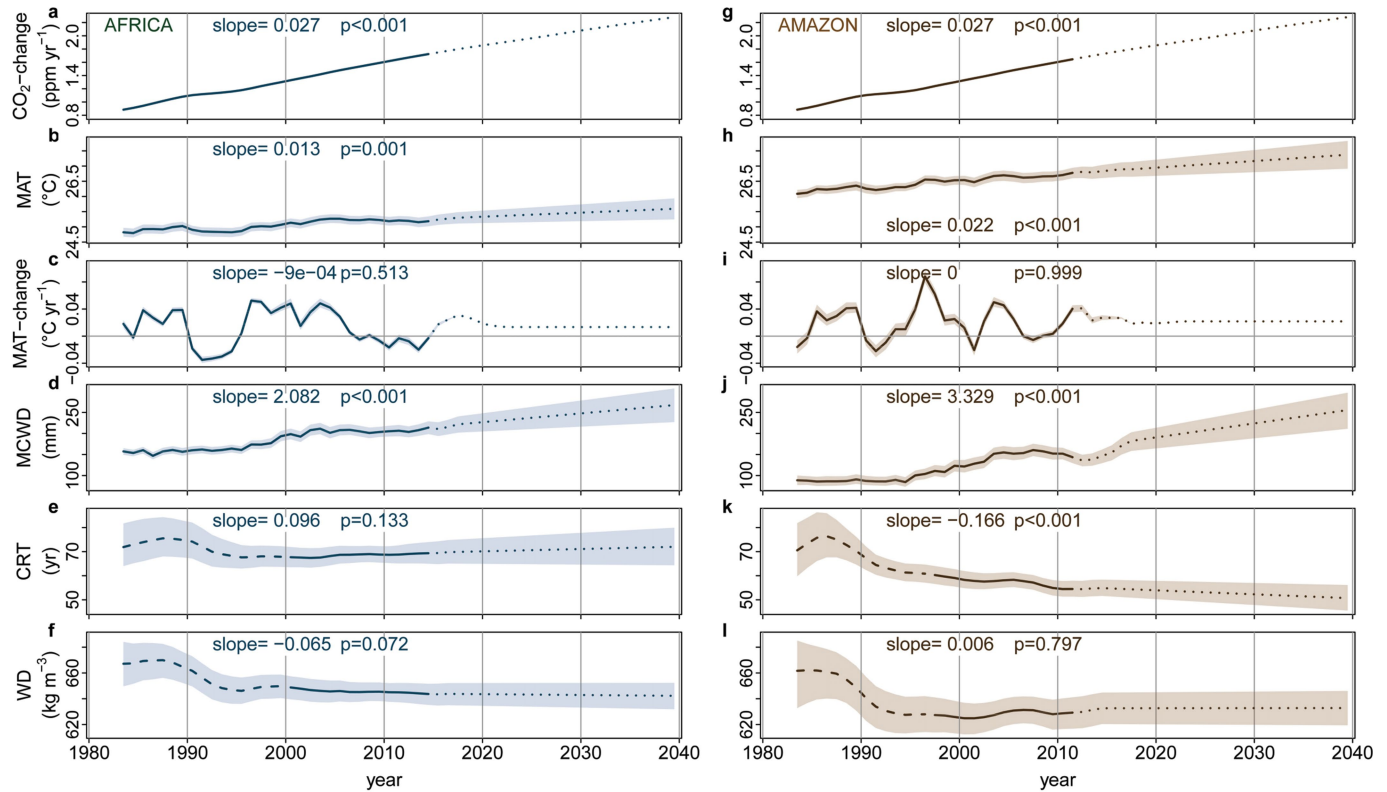 a
AFRICA
slope= 0.027 p<0.001
CO₂−change
(ppm yr⁻¹)
0.8 1.4 2.0
b
slope= 0.013 p=0.001
MAT
(°C)
24.5 26.5
c
slope= −9e−04 p=0.513
MAT−change
(°C yr⁻¹)
−0.04 0.04
d
slope= 2.082 p<0.001
MCWD
(mm)
100 250
e
slope= 0.096 p=0.133
CRT
(yr)
50 70
f
slope= −0.065 p=0.072
WD
(kg m⁻³)
620 660
1980 1990 2000 2010 2020 2030 2040
year
g
AMAZON
slope= 0.027 p<0.001
0.8 1.4 2.0
h
slope= 0.022 p<0.001
24.5 26.5
i
slope= 0 p=0.999
−0.04 0.04
j
slope= 3.329 p<0.001
100 250
k
slope= −0.166 p<0.001
50 70
l
slope= 0.006 p=0.797
620 660
1980 1990 2000 2010 2020 2030 2040
year